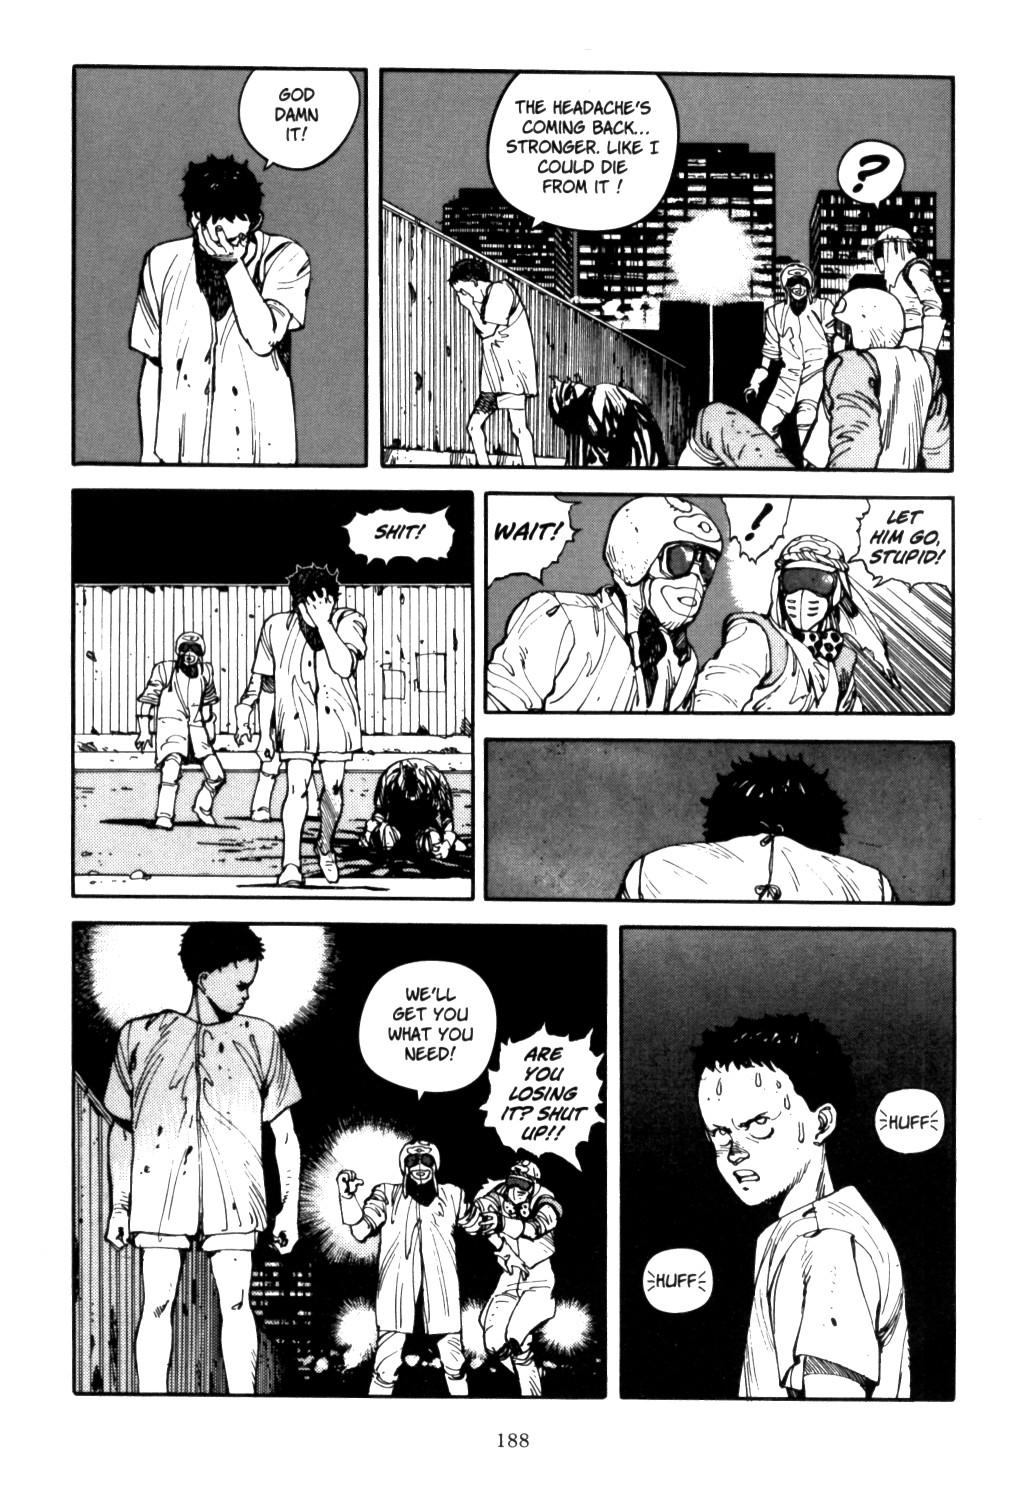 GOD
DAMN
IT!
THE HEADACHE'S
COMING BACK...
STRONGER. LIKE I
COULD DIE
FROM IT!
?
SHIT!
WAIT!
!
LET
HIM GO,
STUPID!
WE'LL
GET YOU
WHAT YOU
NEED!
ARE
YOU
LOSING
IT? SHUT
UP!!
HUFF
HUFF
188